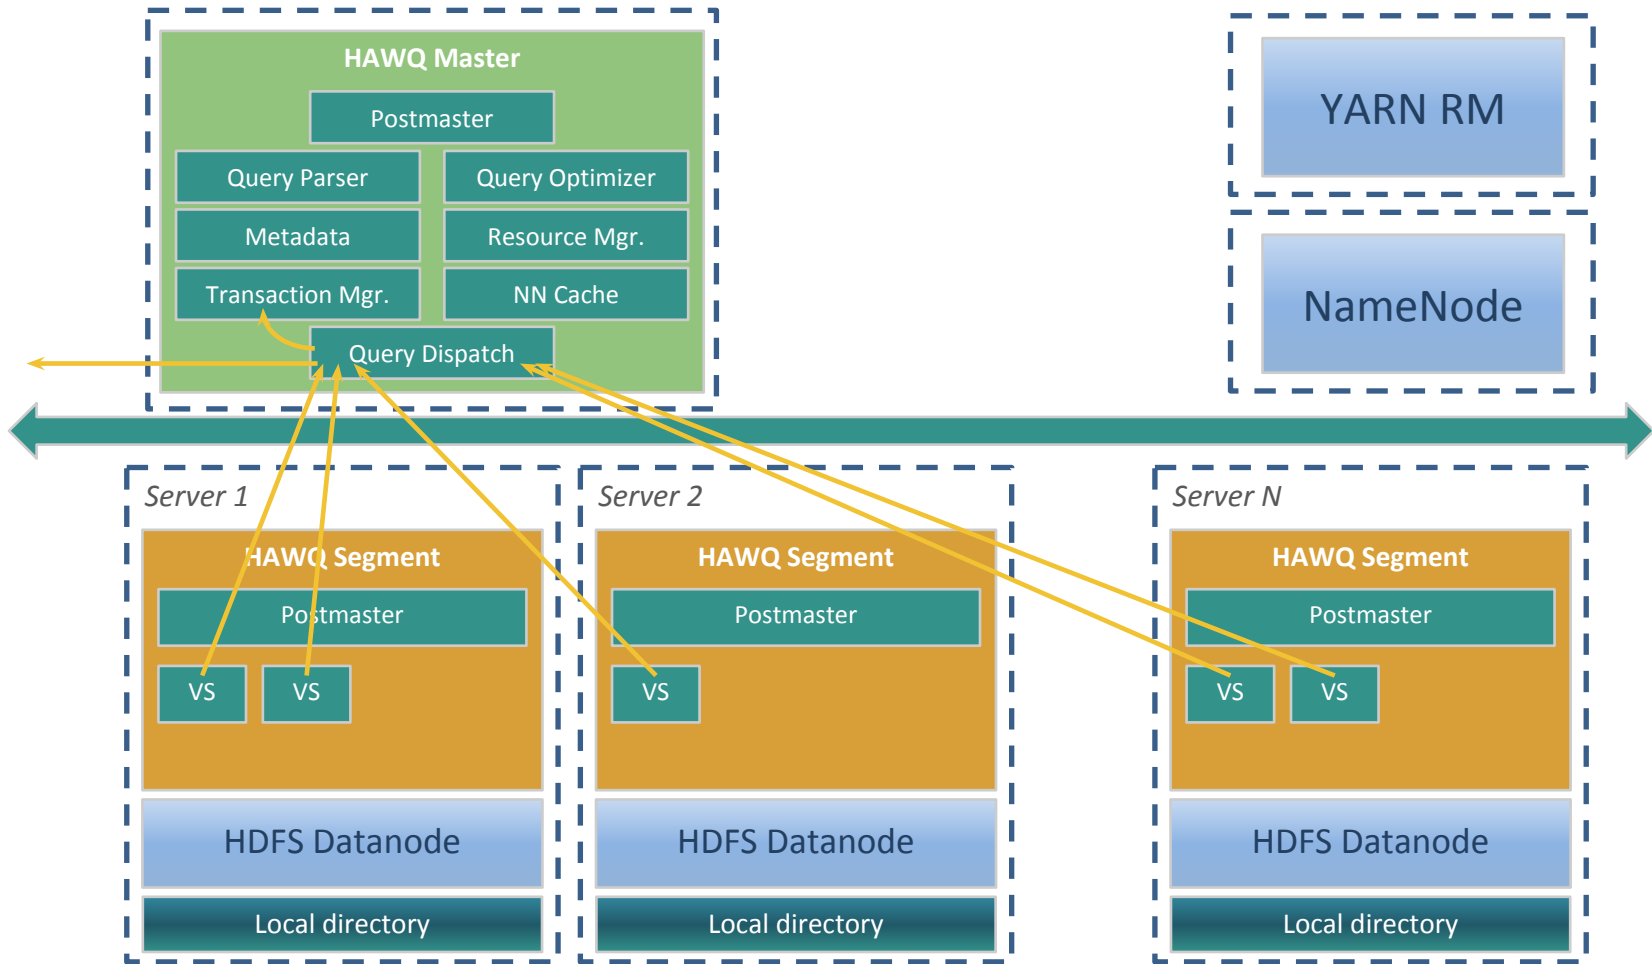 HAWQ Master
Postmaster
Query Parser
Query Optimizer
Metadata
Resource Mgr.
Transaction Mgr.
NN Cache
Query Dispatch
YARN RM
NameNode
Server 1
HAWQ Segment
Postmaster
VS
VS
HDFS Datanode
Local directory
Server 2
HAWQ Segment
Postmaster
VS
HDFS Datanode
Local directory
Server N
HAWQ Segment
Postmaster
VS
VS
HDFS Datanode
Local directory